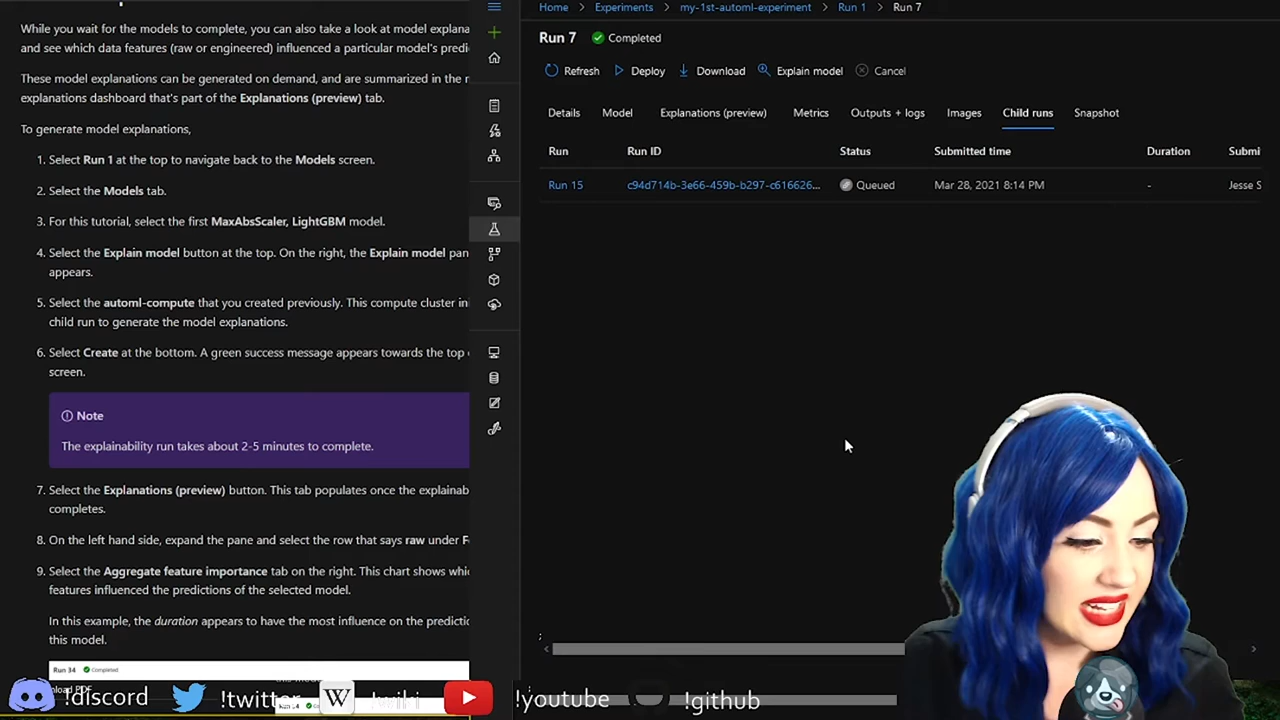 While you wait for the models to complete, you can also take a look at model explana
and see which data features (raw or engineered) influenced a particular model's predi
These model explanations can be generated on demand, and are summarized in the m
explanations dashboard that's part of the Explanations (preview) tab.
To generate model explanations,
1. Select Run 1 at the top to navigate back to the Models screen.
2. Select the Models tab.
3. For this tutorial, select the first MaxAbsScaler, LightGBM model.
4. Select the Explain model button at the top. On the right, the Explain model pan
appears.
5. Select the automl-compute that you created previously. This compute cluster ini
child run to generate the model explanations.
6. Select Create at the bottom. A green success message appears towards the top o
screen.
Note
The explainability run takes about 2-5 minutes to complete.
7. Select the Explanations (preview) button. This tab populates once the explainab
completes.
8. On the left hand side, expand the pane and select the row that says raw under Fe
9. Select the Aggregate feature importance tab on the right. This chart shows whic
features influenced the predictions of the selected model.
In this example, the duration appears to have the most influence on the predictio
this model.
Run 34 Completed
Home Experiments my-1st-automl-experiment Run 1 Run 7
Run 7 Completed
Refresh Deploy Download Explain model Cancel
Details Model Explanations (preview) Metrics Outputs + logs Images Child runs Snapshot
Run Run ID Status Submitted time Duration Submi
Run 15 c94d714b-3e66-459b-b297-c616626... Queued Mar 28, 2021 8:14 PM - Jesse S
!discord !twitter W !wiki !youtube !github